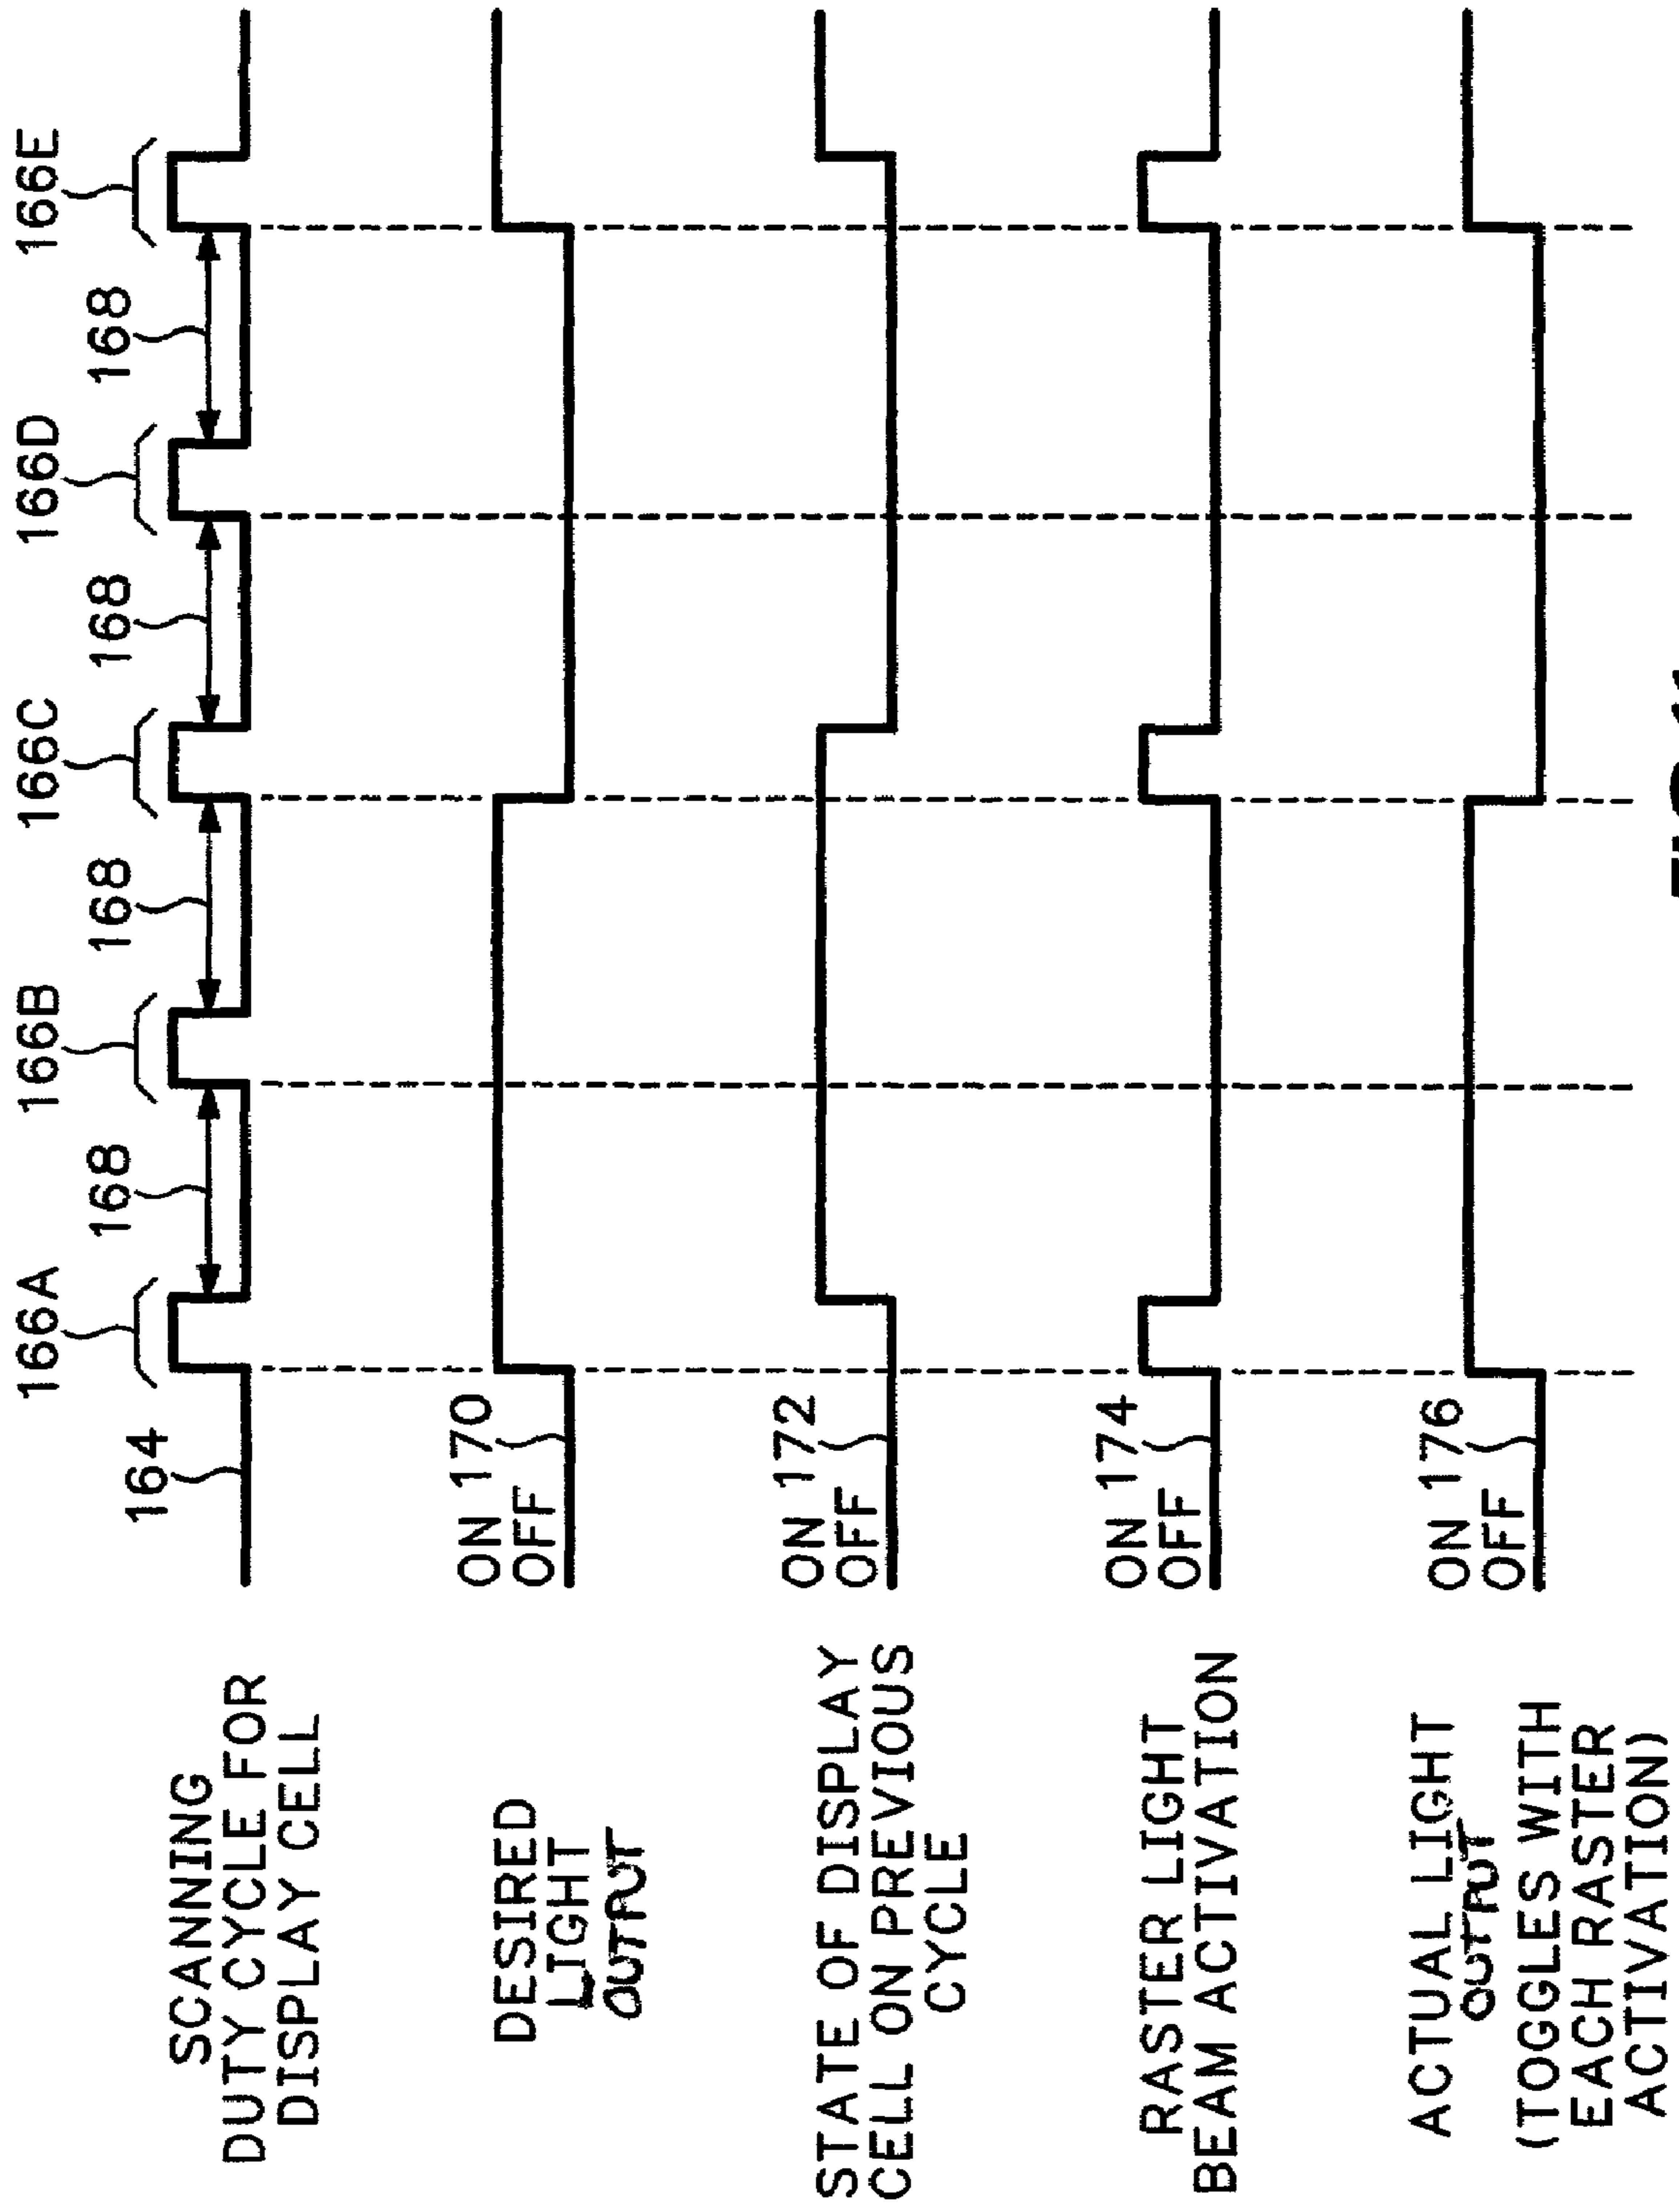 166A
166B
166C
166D
166E
168
168
168
168
164
SCANNING
DUTY CYCLE FOR
DISPLAY CELL
ON 170
OFF
DESIRED
LIGHT
OUTPUT
ON 172
OFF
STATE OF DISPLAY
CELL ON PREVIOUS
CYCLE
ON 174
OFF
RASTER LIGHT
BEAM ACTIVATION
ON 176
OFF
ACTUAL LIGHT
OUTPUT
(TOGGLES WITH
EACH RASTER
ACTIVATION)